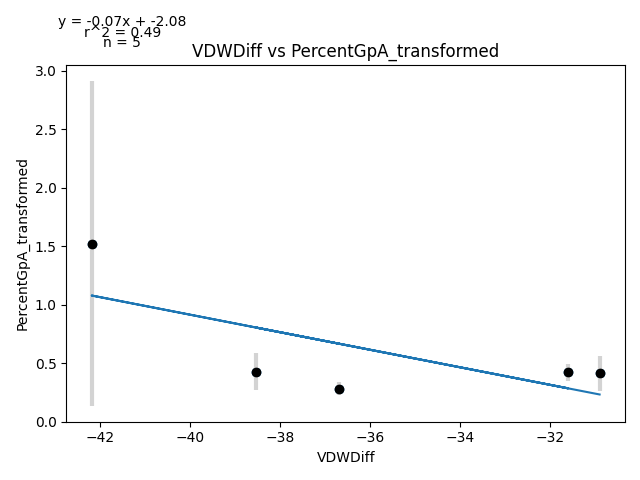 y = -0.07x + -2.08
r^2 = 0.49
n = 5
VDWDiff vs PercentGpA_transformed
3.0
2.5
2.0
1.5
1.0
0.5
0.0
PercentGpA_transformed
−42 −40 −38 −36 −34 −32
VDWDiff